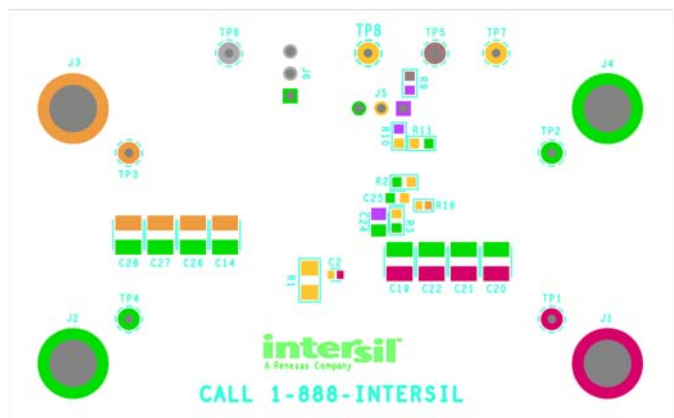 TP6
TP8
TP5
TP7
J3
J6
J4
R9
J5
R10
R11
TP3
TP2
R2
C25
R16
C24
R3
C28
C27
C26
C14
R1
C2
C19
C22
C21
C20
TP4
TP1
J2
J1
intersil
A Renesas Company
CALL 1-888-INTERSIL